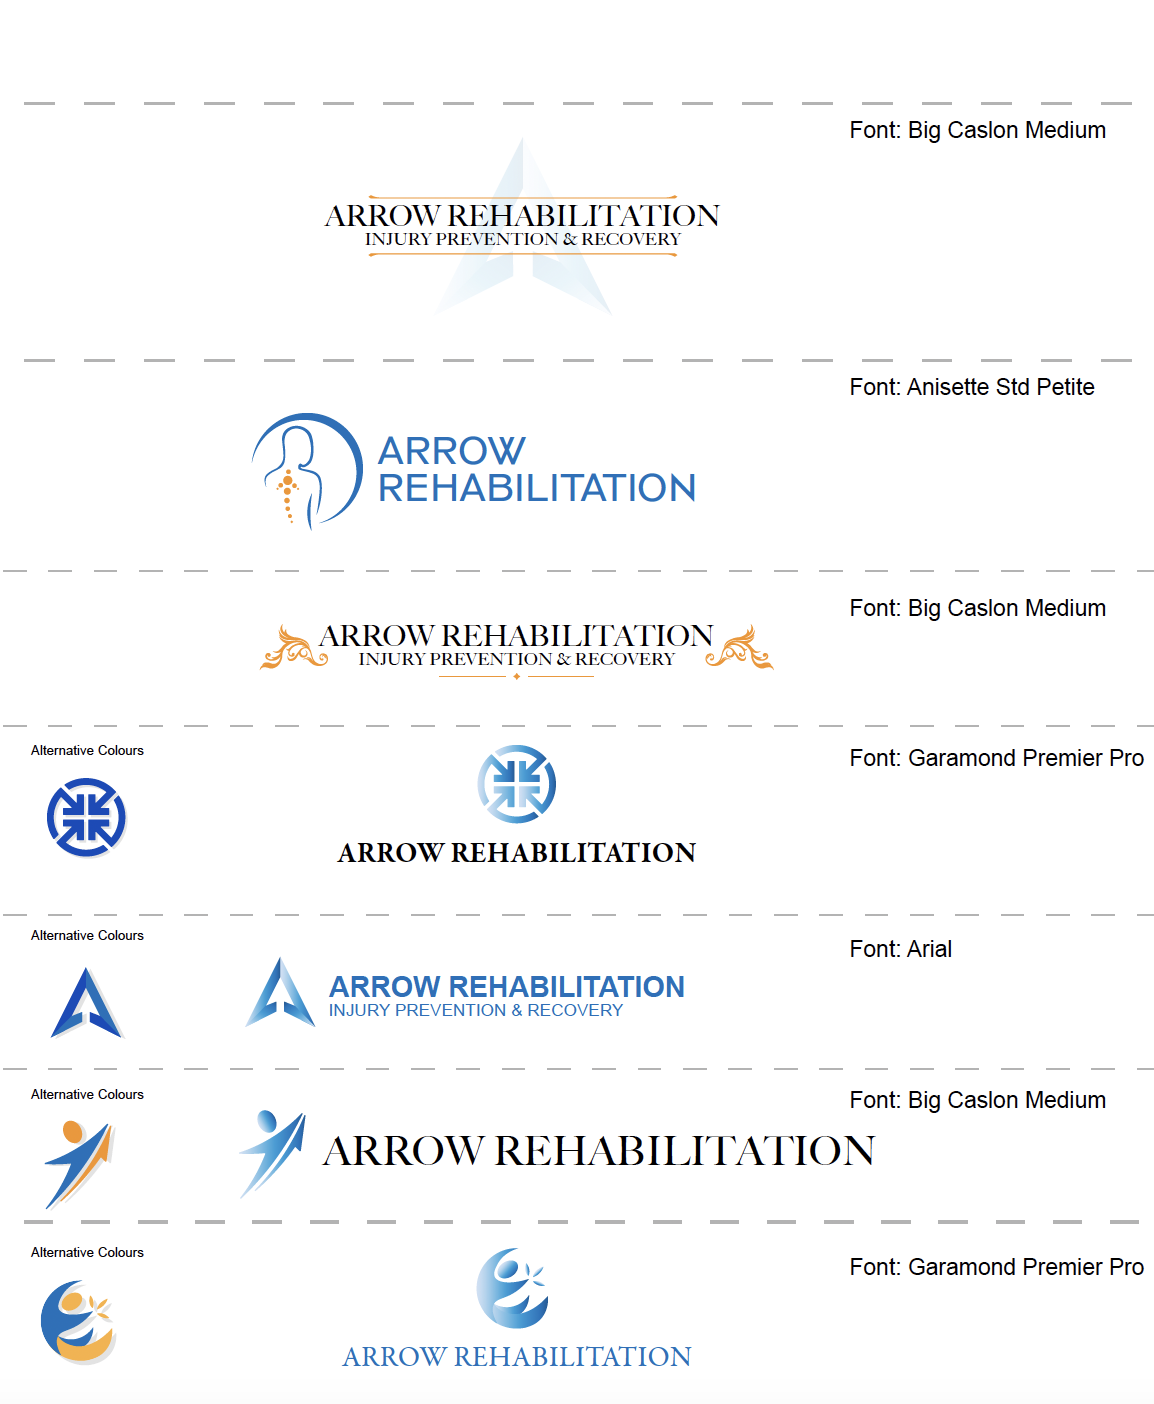 Font: Big Caslon Medium
ARROW REHABILITATION
INJURY PREVENTION & RECOVERY
Font: Anisette Std Petite
ARROW
REHABILITATION
Font: Big Caslon Medium
ARROW REHABILITATION
INJURY PREVENTION & RECOVERY
Alternative Colours
Font: Garamond Premier Pro
ARROW REHABILITATION
Alternative Colours
Font: Arial
ARROW REHABILITATION
INJURY PREVENTION & RECOVERY
Alternative Colours
Font: Big Caslon Medium
ARROW REHABILITATION
Alternative Colours
Font: Garamond Premier Pro
ARROW REHABILITATION